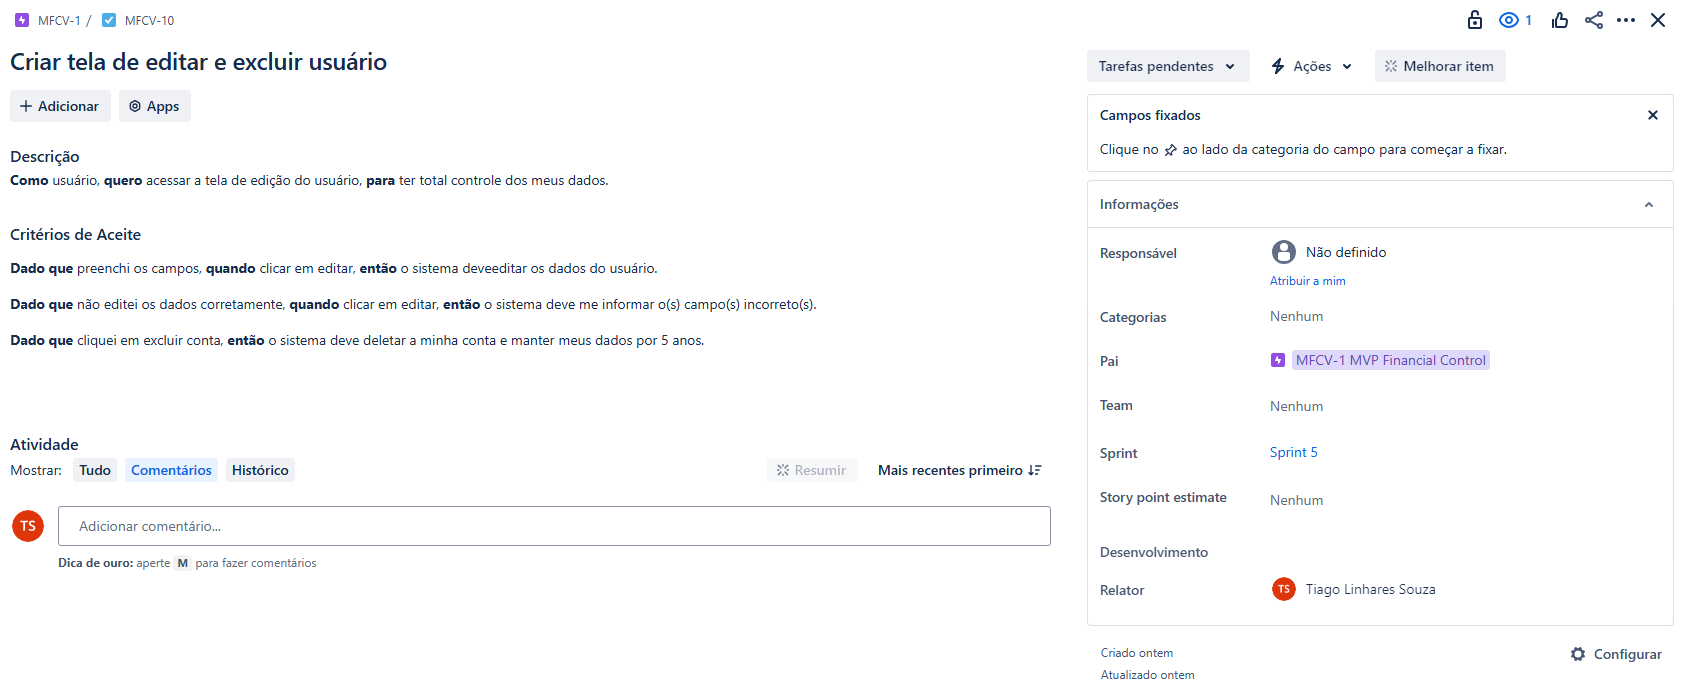 MFCV-1 / MFCV-10
1
Criar tela de editar e excluir usuário
Adicionar
Apps
Descrição
Como usuário, quero acessar a tela de edição do usuário, para ter total controle dos meus dados.
Critérios de Aceite
Dado que preenchi os campos, quando clicar em editar, então o sistema deveeditar os dados do usuário.
Dado que não editei os dados corretamente, quando clicar em editar, então o sistema deve me informar o(s) campo(s) incorreto(s).
Dado que cliquei em excluir conta, então o sistema deve deletar a minha conta e manter meus dados por 5 anos.
Atividade
Mostrar: Tudo Comentários Histórico
Resumir
Mais recentes primeiro
TS
Adicionar comentário...
Dica de ouro: aperte M para fazer comentários
Tarefas pendentes
Ações
Melhorar item
Campos fixados
Clique no ao lado da categoria do campo para começar a fixar.
Informações
Responsável
Não definido
Atribuir a mim
Categorias
Nenhum
Pai
MFCV-1 MVP Financial Control
Team
Nenhum
Sprint
Sprint 5
Story point estimate
Nenhum
Desenvolvimento
Relator
TS
Tiago Linhares Souza
Criado ontem
Atualizado ontem
Configurar